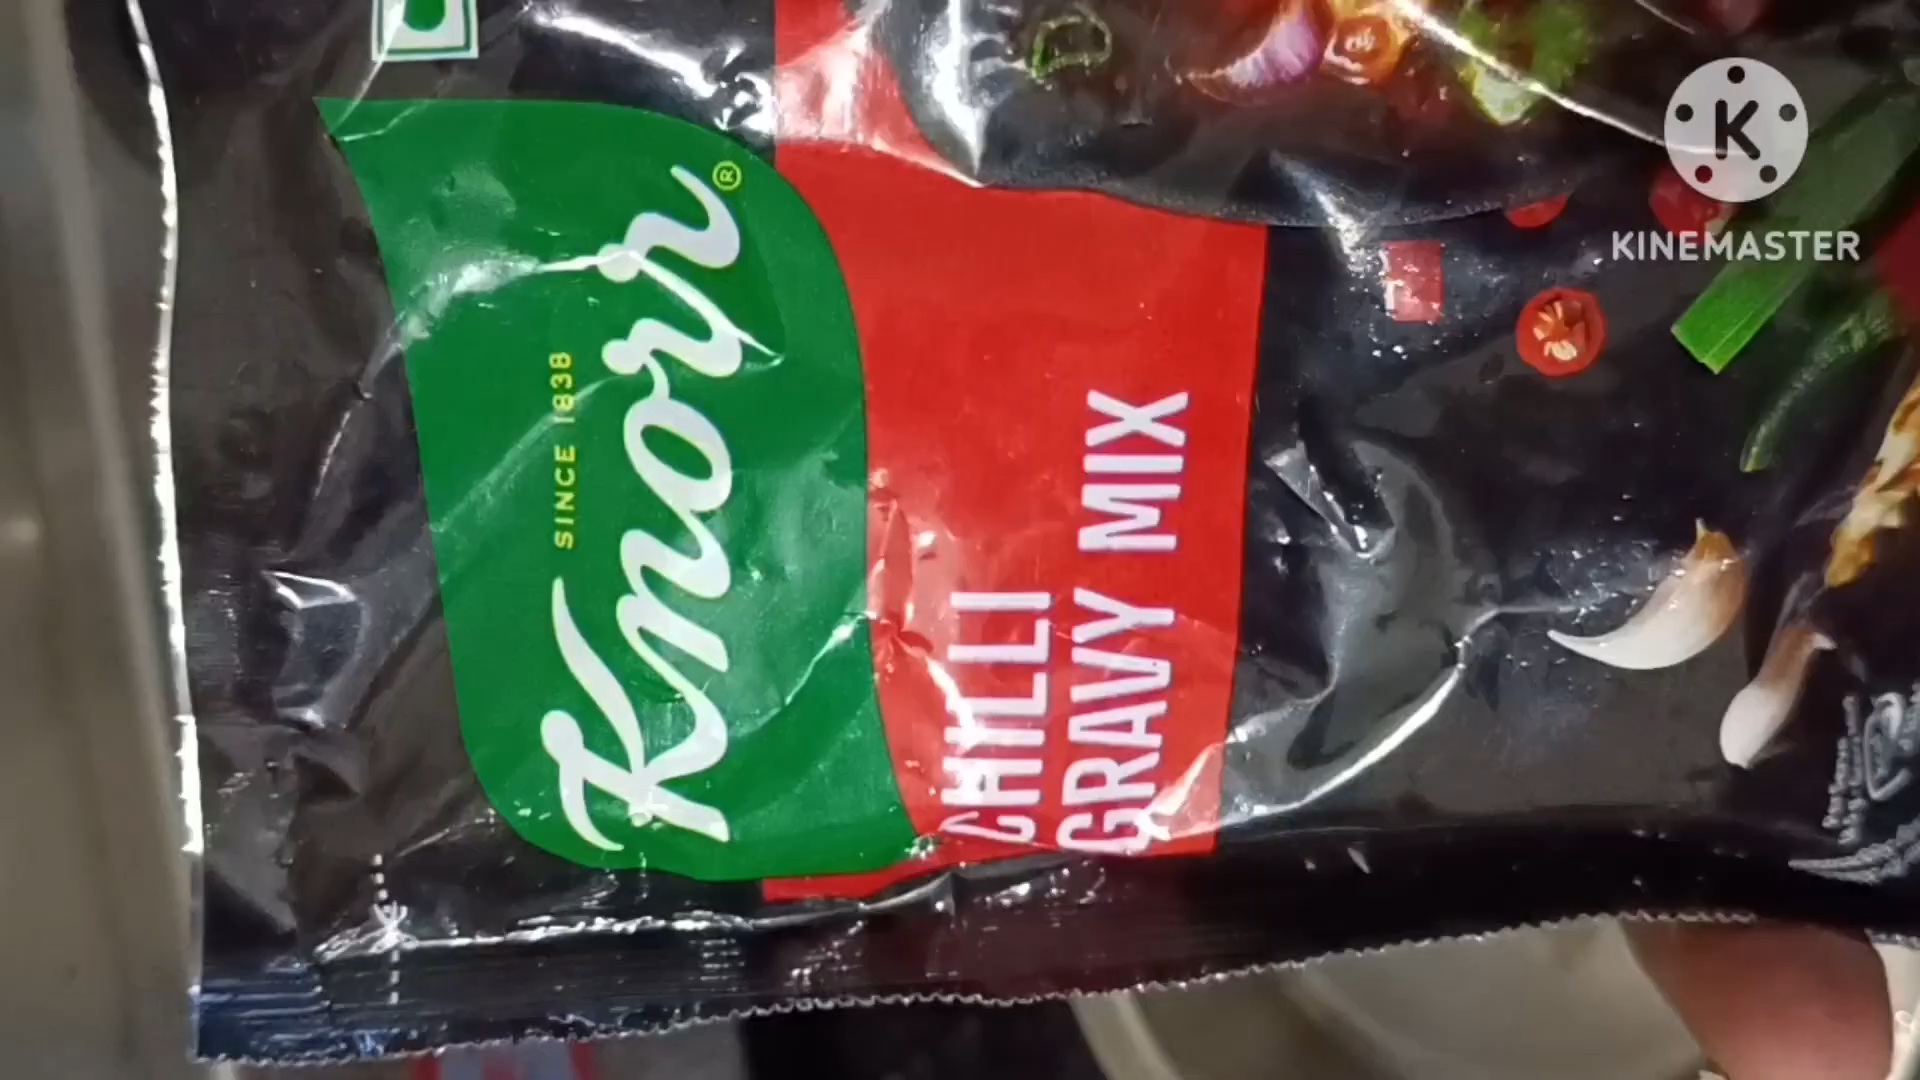 SINCE 1838
Knorr®
CHILLI
GRAVY MIX
K
KINEMASTER